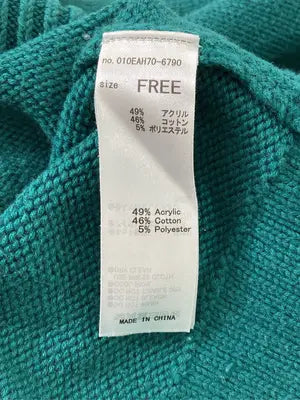 no. 010EAH70-6790
size FREE
49% アクリル
46% コットン
5% ポリエステル
49% Acrylic
46% Cotton
5% Polyester
MADE IN CHINA